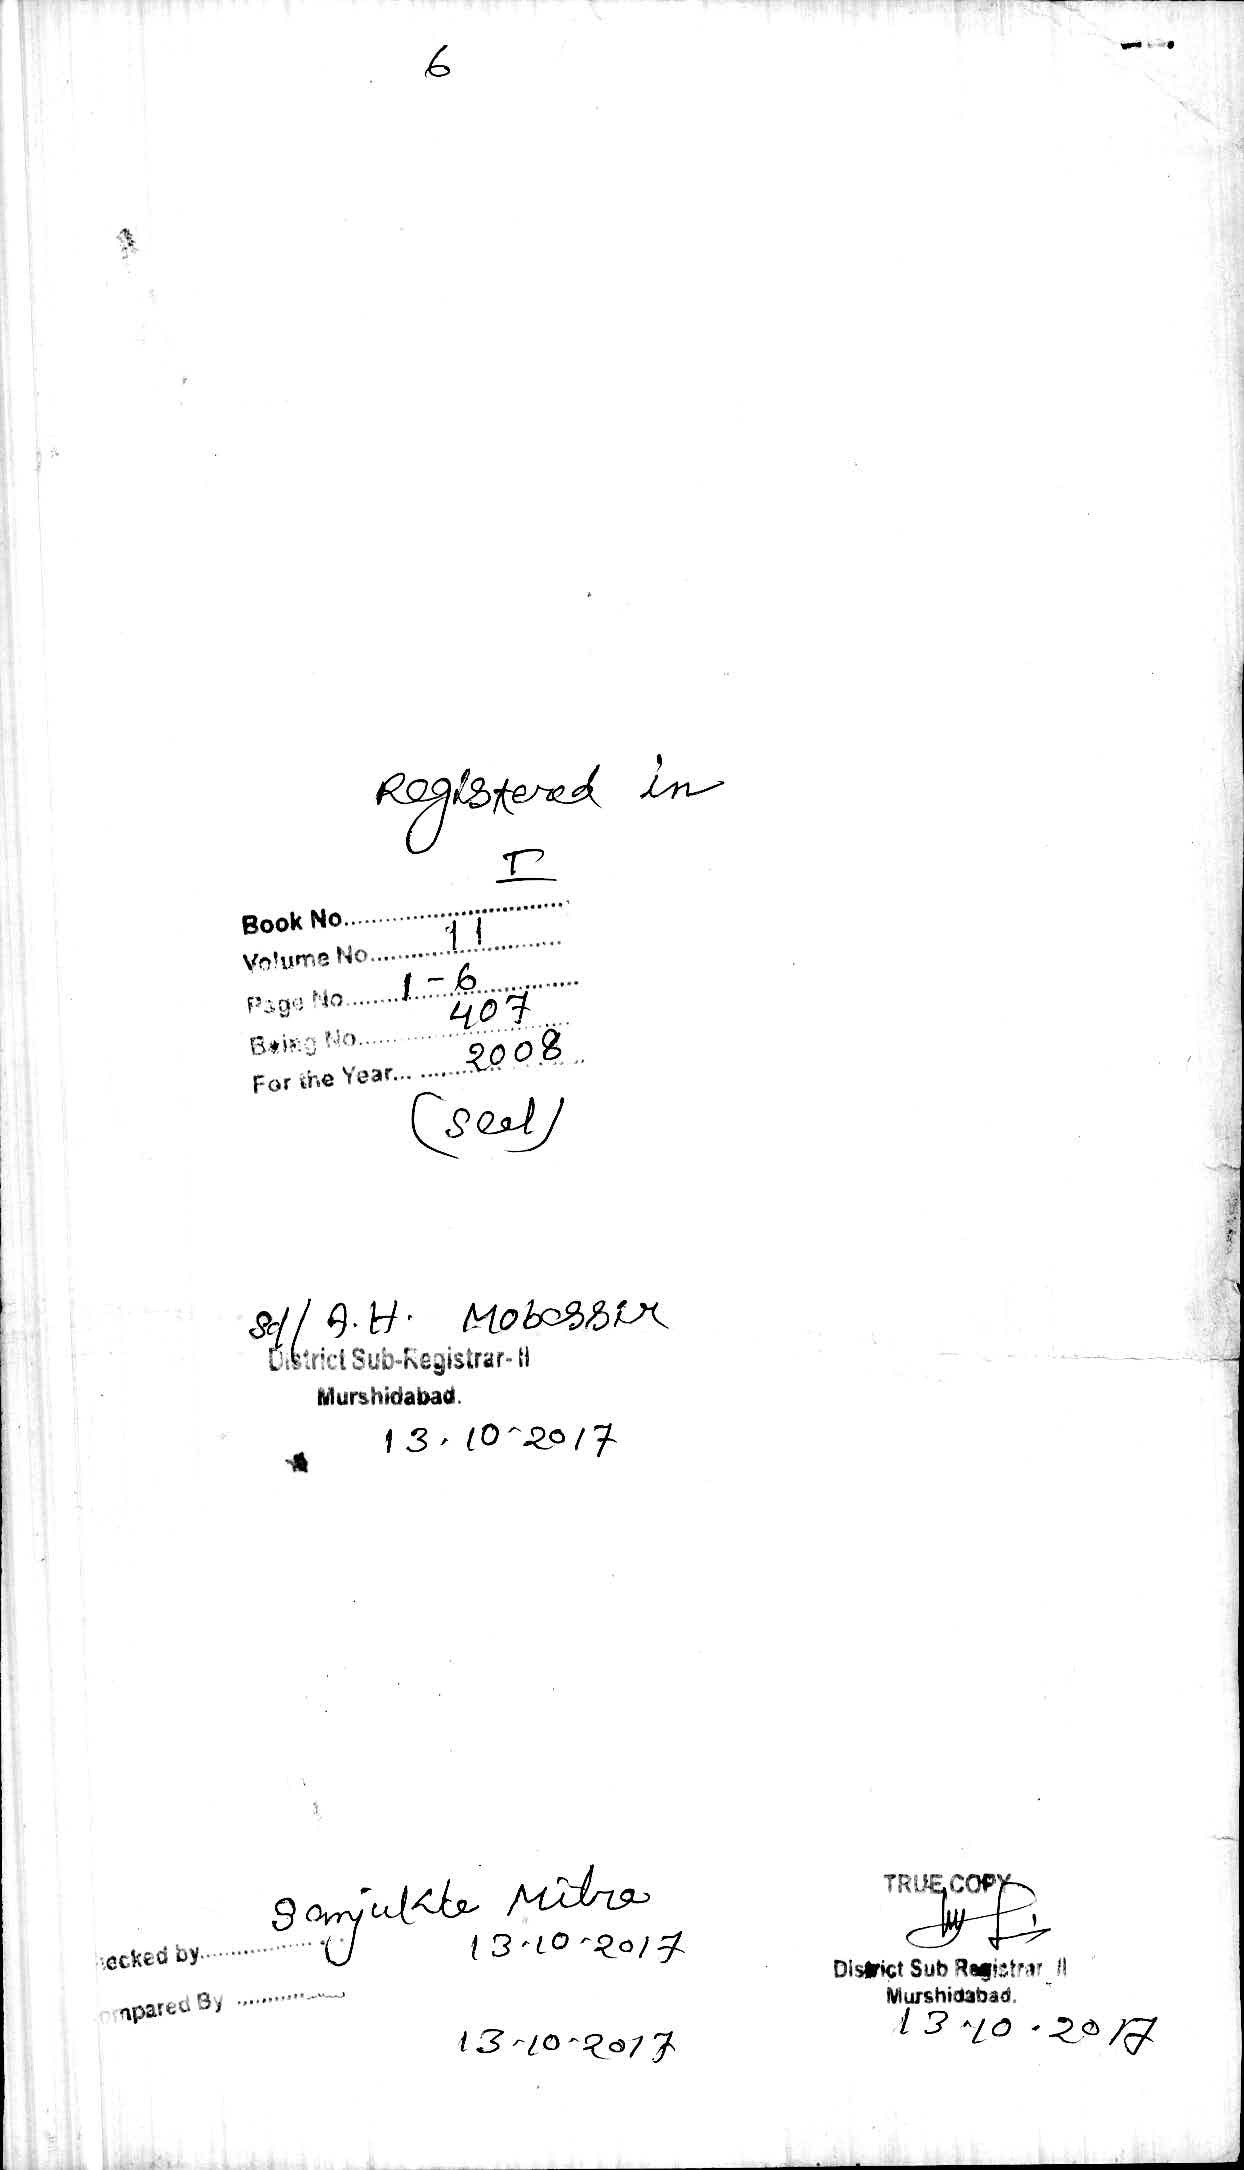 6
Registered in
I
Book No..............................
Volume No.......11..............
Page No........1-6..............
Being No........407............
For the Year.......2008......
(Seal)
Sd/ A.H. Mobassir
District Sub-Registrar-II
Murshidabad.
13.10-2017
Sanjukta Mitra
ecked by..................
13-10-2017
ompared By ...............
13-10-2017
TRUE COPY
District Sub Registrar II
Murshidabad.
13-10-2017